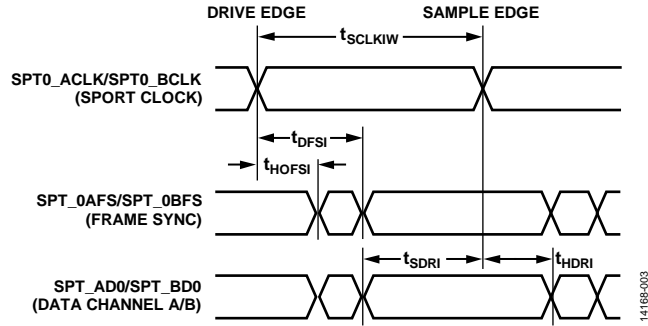 DRIVE EDGE
SAMPLE EDGE
tSCLKIW
SPT0_ACLK/SPT0_BCLK
(SPORT CLOCK)
tDFSI
tHOFSI
SPT_0AFS/SPT_0BFS
(FRAME SYNC)
tSDRI
tHDRI
SPT_AD0/SPT_BD0
(DATA CHANNEL A/B)
14168-003